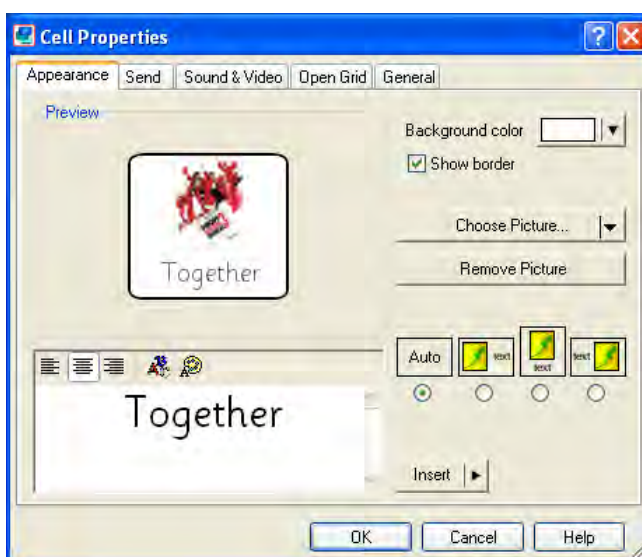 Cell Properties
Appearance Send Sound & Video Open Grid General
Preview
Background color
Show border
Together
Choose Picture...
Remove Picture
Auto text text text
Together
Insert
OK Cancel Help